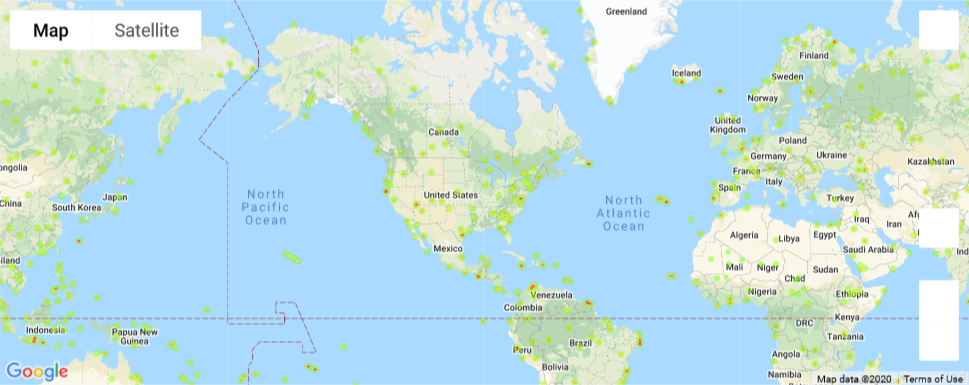 Map
Satellite
Greenland
Finland
Iceland
Sweden
Norway
Canada
United
Kingdom
Poland
Germany
Ukraine
Kazakhstan
ongolia
France
Italy
Spain
Turkey
United States
China
Japan
South Korea
North
Pacific
Ocean
North
Atlantic
Ocean
Iraq
Iran
Af
Algeria
Libya
Egypt
Saudi Arabia
Mexico
iland
Mali
Niger
Chad
Sudan
Nigeria
Ethiopia
Venezuela
Colombia
Indonesia
Papua New
Guinea
DRC
Kenya
Tanzania
Peru
Brazil
Bolivia
Angola
Namibia
Google
Map data ©2020
Terms of Use